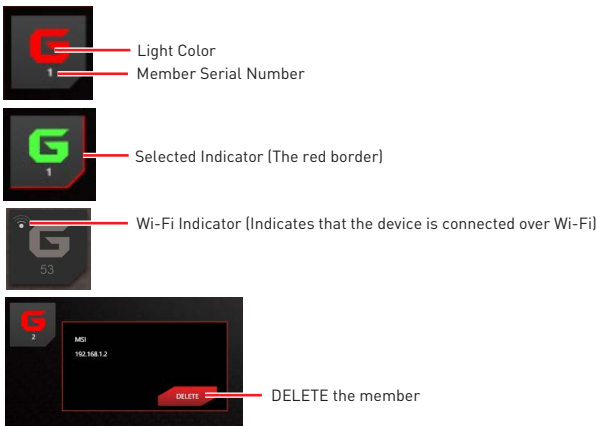 G
Light Color
1
Member Serial Number
G
Selected Indicator (The red border)
1
Wi-Fi Indicator (Indicates that the device is connected over Wi-Fi)
G
53
G
2
MSI
192.168.1.2
DELETE
DELETE the member